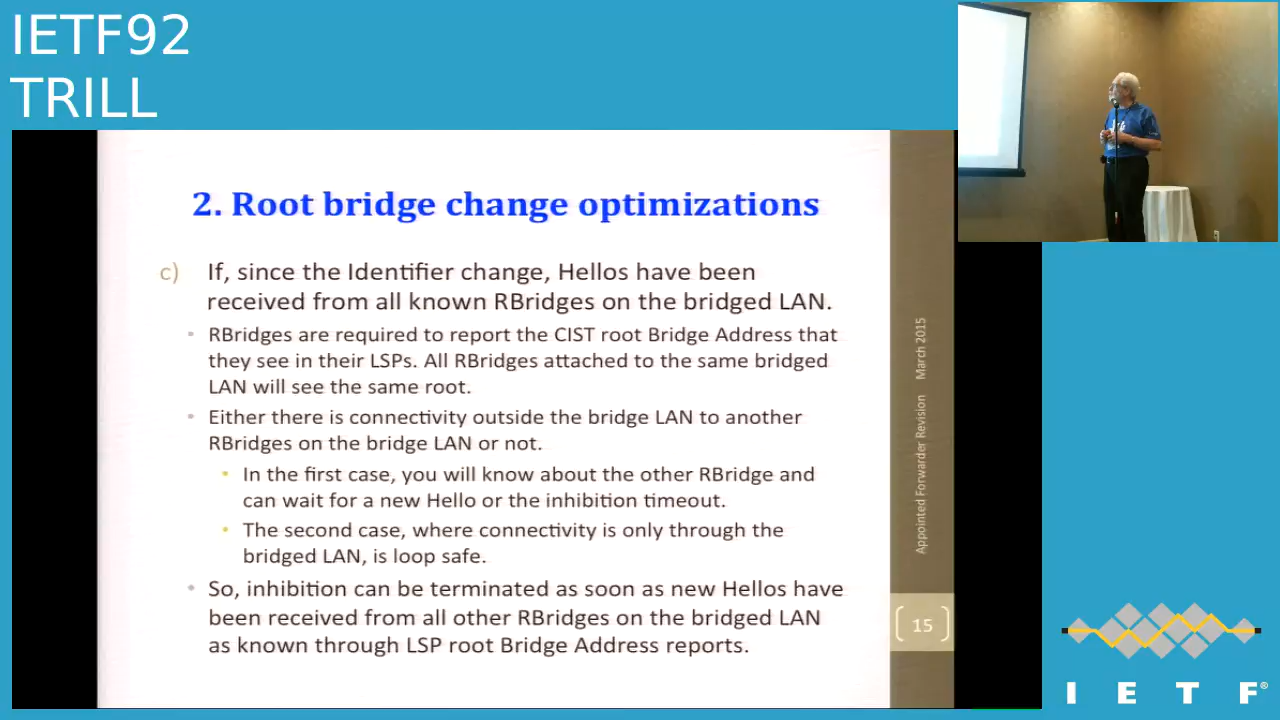 IETF92
TRILL
2. Root bridge change optimizations
c) If, since the Identifier change, Hellos have been
received from all known RBridges on the bridged LAN.
• RBridges are required to report the CIST root Bridge Address that
they see in their LSPs. All RBridges attached to the same bridged
LAN will see the same root.
• Either there is connectivity outside the bridge LAN to another
RBridges on the bridge LAN or not.
• In the first case, you will know about the other RBridge and
can wait for a new Hello or the inhibition timeout.
• The second case, where connectivity is only through the
bridged LAN, is loop safe.
• So, inhibition can be terminated as soon as new Hellos have
been received from all other RBridges on the bridged LAN
as known through LSP root Bridge Address reports.
Appointed Forwarder Revision March 2015
15
I E T F®